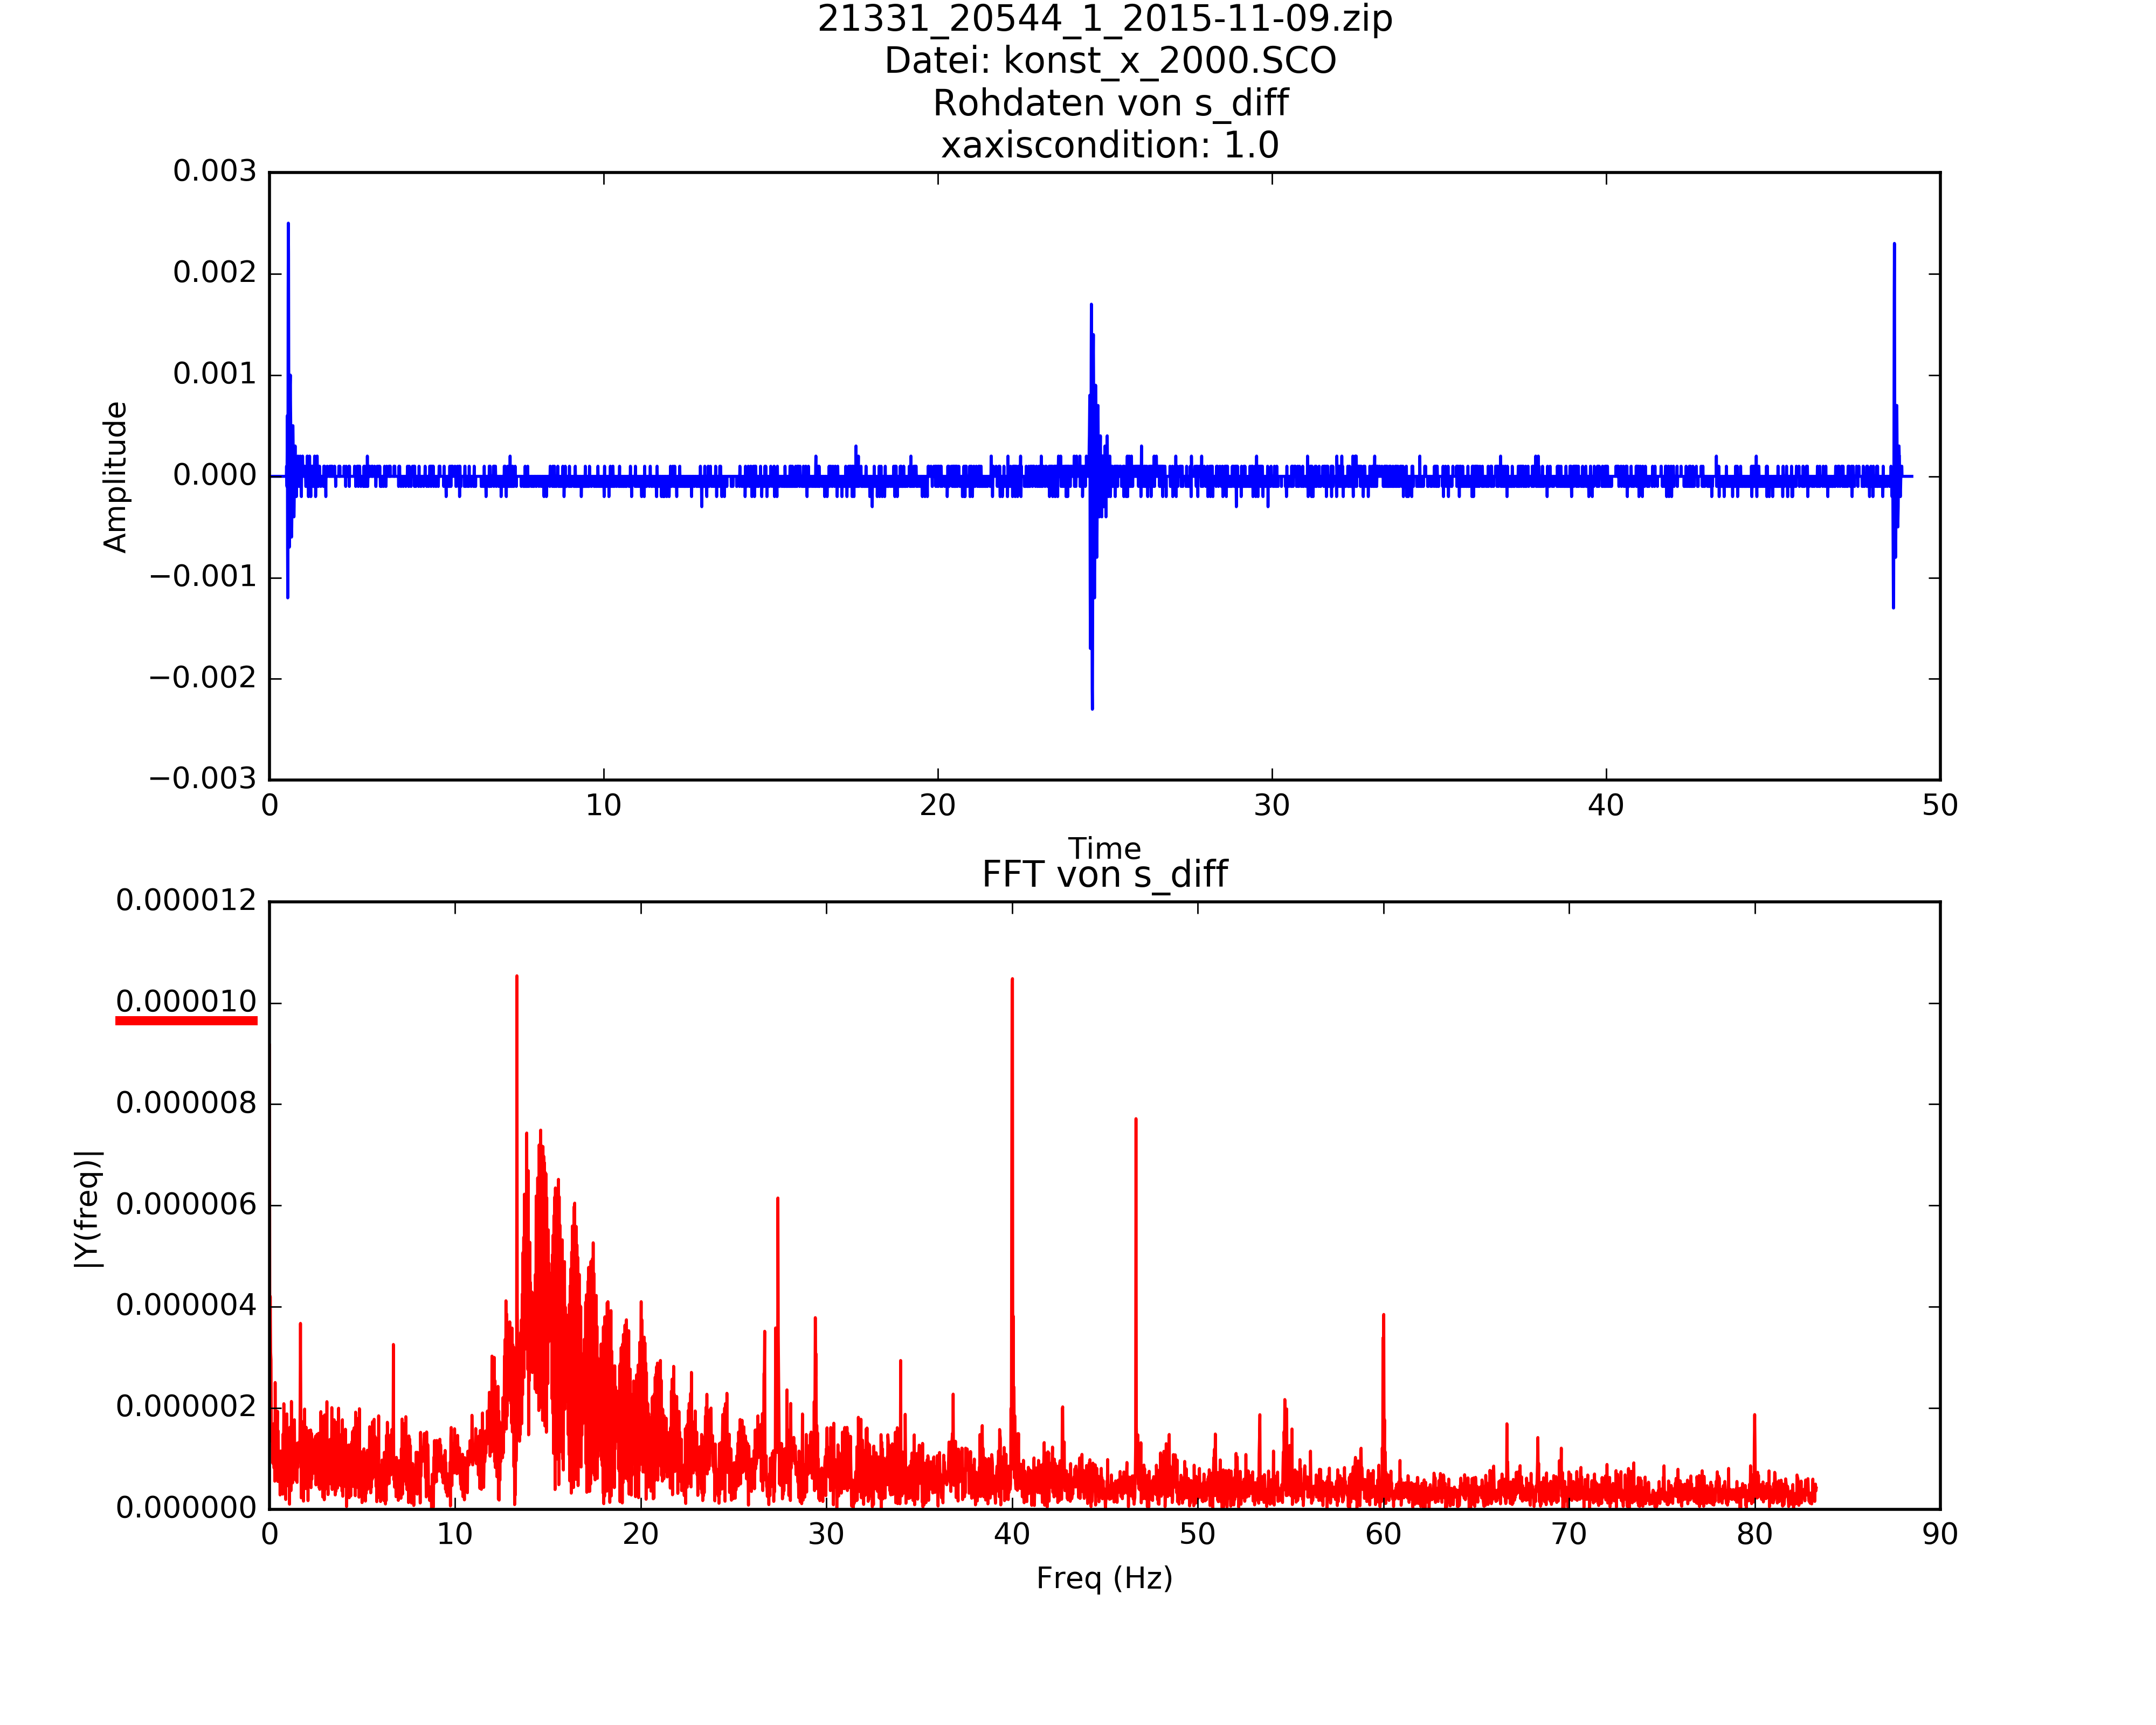 21331_20544_1_2015-11-09.zip
Datei: konst_x_2000.SCO
Rohdaten von s_diff
xaxiscondition: 1.0
0.003
0.002
0.001
0.000
−0.001
−0.002
−0.003
Amplitude
0 10 20 30 40 50
Time
FFT von s_diff
0.000012
0.000010
0.000008
0.000006
0.000004
0.000002
0.000000
|Y(freq)|
0 10 20 30 40 50 60 70 80 90
Freq (Hz)